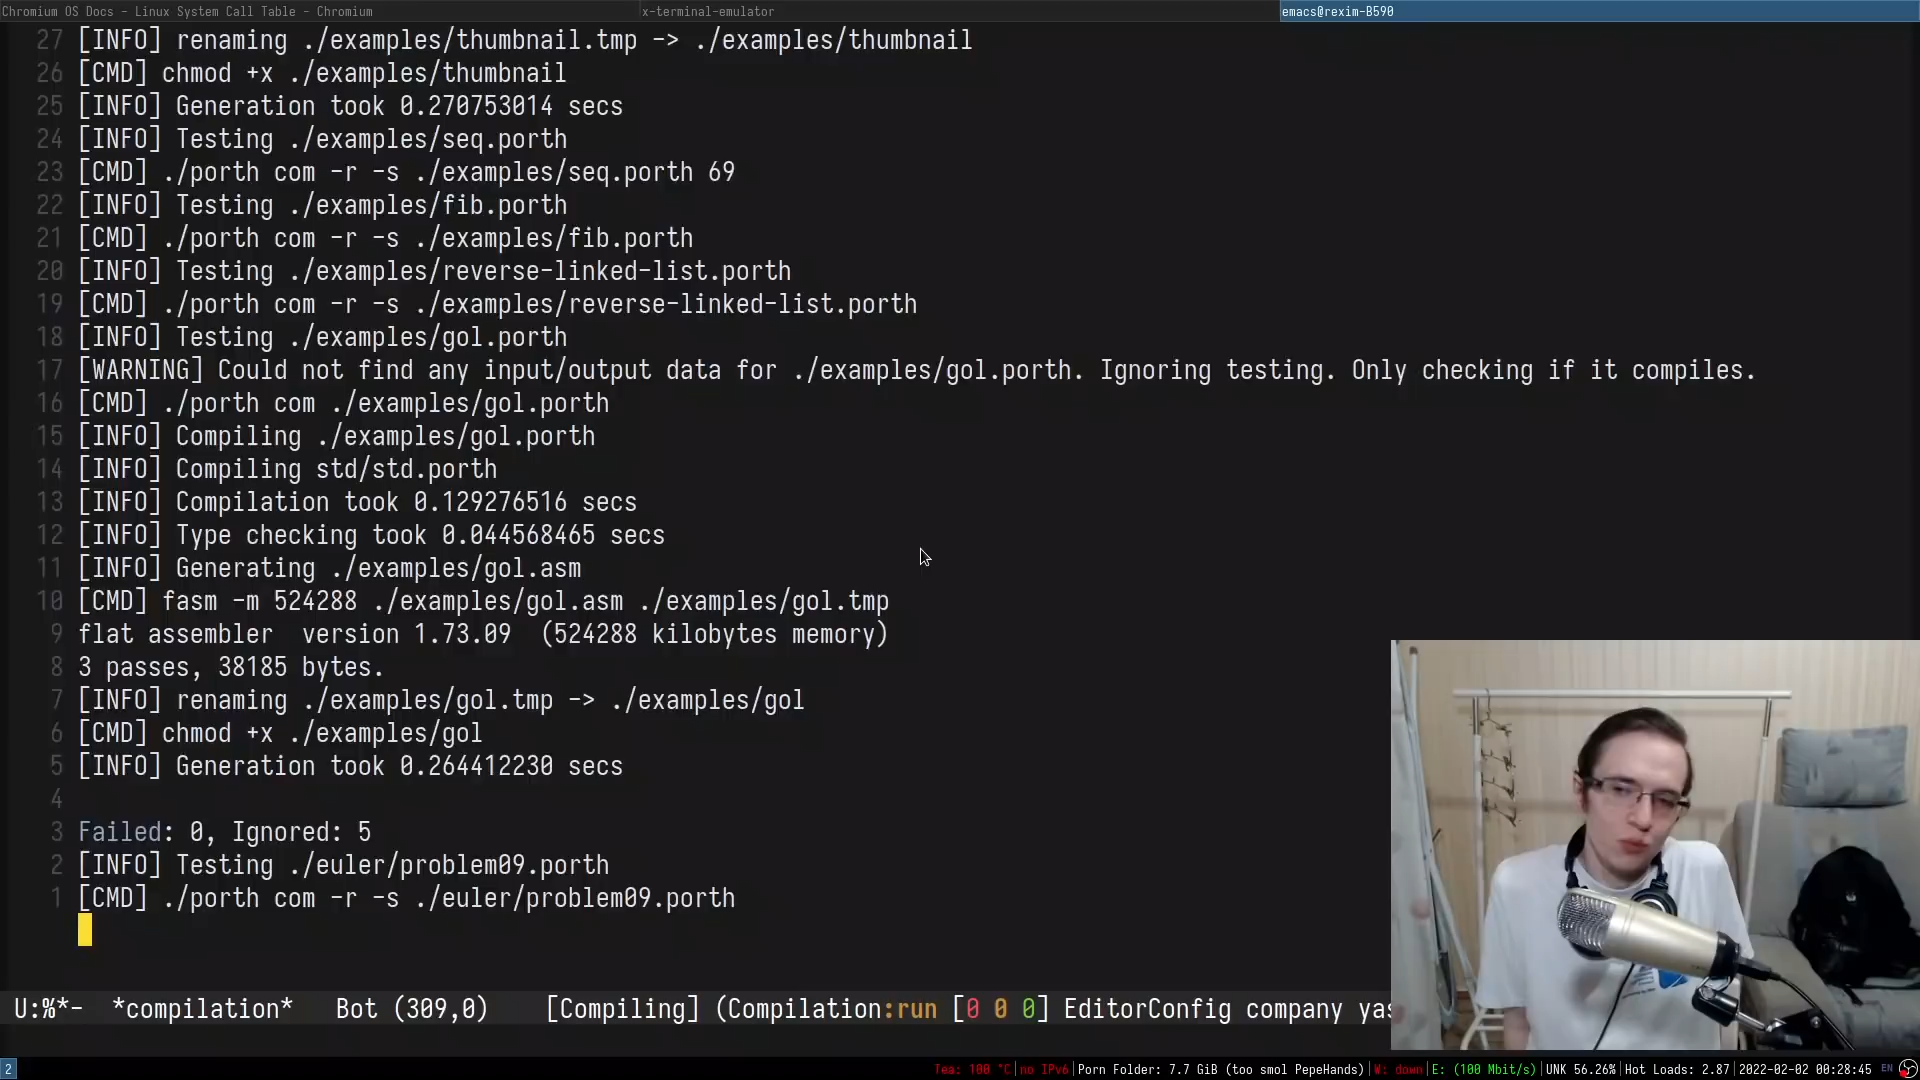 Chromium OS Docs - Linux System Call Table - Chromium
x-terminal-emulator
emacs@rexim-B590
27 [INFO] renaming ./examples/thumbnail.tmp -> ./examples/thumbnail
26 [CMD] chmod +x ./examples/thumbnail
25 [INFO] Generation took 0.270753014 secs
24 [INFO] Testing ./examples/seq.porth
23 [CMD] ./porth com -r -s ./examples/seq.porth 69
22 [INFO] Testing ./examples/fib.porth
21 [CMD] ./porth com -r -s ./examples/fib.porth
20 [INFO] Testing ./examples/reverse-linked-list.porth
19 [CMD] ./porth com -r -s ./examples/reverse-linked-list.porth
18 [INFO] Testing ./examples/gol.porth
17 [WARNING] Could not find any input/output data for ./examples/gol.porth. Ignoring testing. Only checking if it compiles.
16 [CMD] ./porth com ./examples/gol.porth
15 [INFO] Compiling ./examples/gol.porth
14 [INFO] Compiling std/std.porth
13 [INFO] Compilation took 0.129276516 secs
12 [INFO] Type checking took 0.044568465 secs
11 [INFO] Generating ./examples/gol.asm
10 [CMD] fasm -m 524288 ./examples/gol.asm ./examples/gol.tmp
9 flat assembler  version 1.73.09  (524288 kilobytes memory)
8 3 passes, 38185 bytes.
7 [INFO] renaming ./examples/gol.tmp -> ./examples/gol
6 [CMD] chmod +x ./examples/gol
5 [INFO] Generation took 0.264412230 secs
4
3 Failed: 0, Ignored: 5
2 [INFO] Testing ./euler/problem09.porth
1 [CMD] ./porth com -r -s ./euler/problem09.porth
U:%*-  *compilation*   Bot (309,0)    [Compiling] (Compilation:run [0 0 0] EditorConfig company yas
2
Tea: 100 °C|no IPv6|Porn Folder: 7.7 GiB (too smol PepeHands)|W: down|E: (100 Mbit/s)|UNK 56.26%|Hot Loads: 2.87|2022-02-02 00:28:45 EN